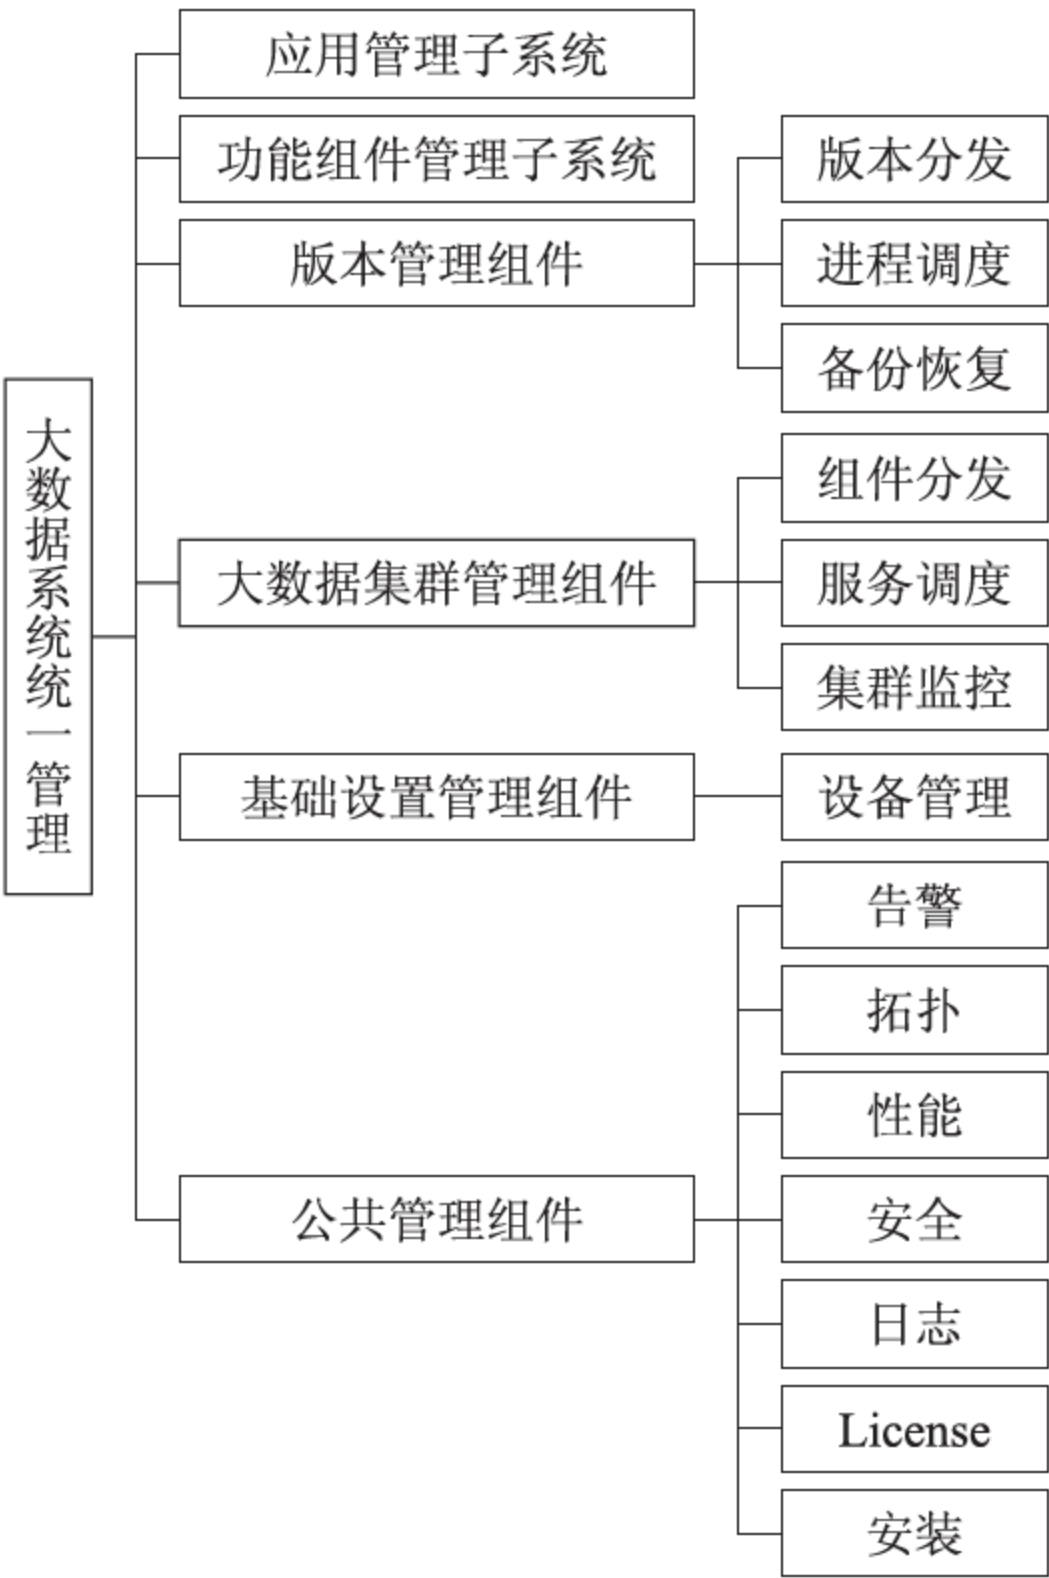 大数据系统统一管理
应用管理子系统
功能组件管理子系统
版本管理组件
版本分发
进程调度
备份恢复
大数据集群管理组件
组件分发
服务调度
集群监控
基础设置管理组件
设备管理
公共管理组件
告警
拓扑
性能
安全
日志
License
安装